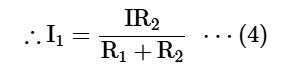 ∴ I₁ = IR₂ / (R₁ + R₂) ⋯ (4)